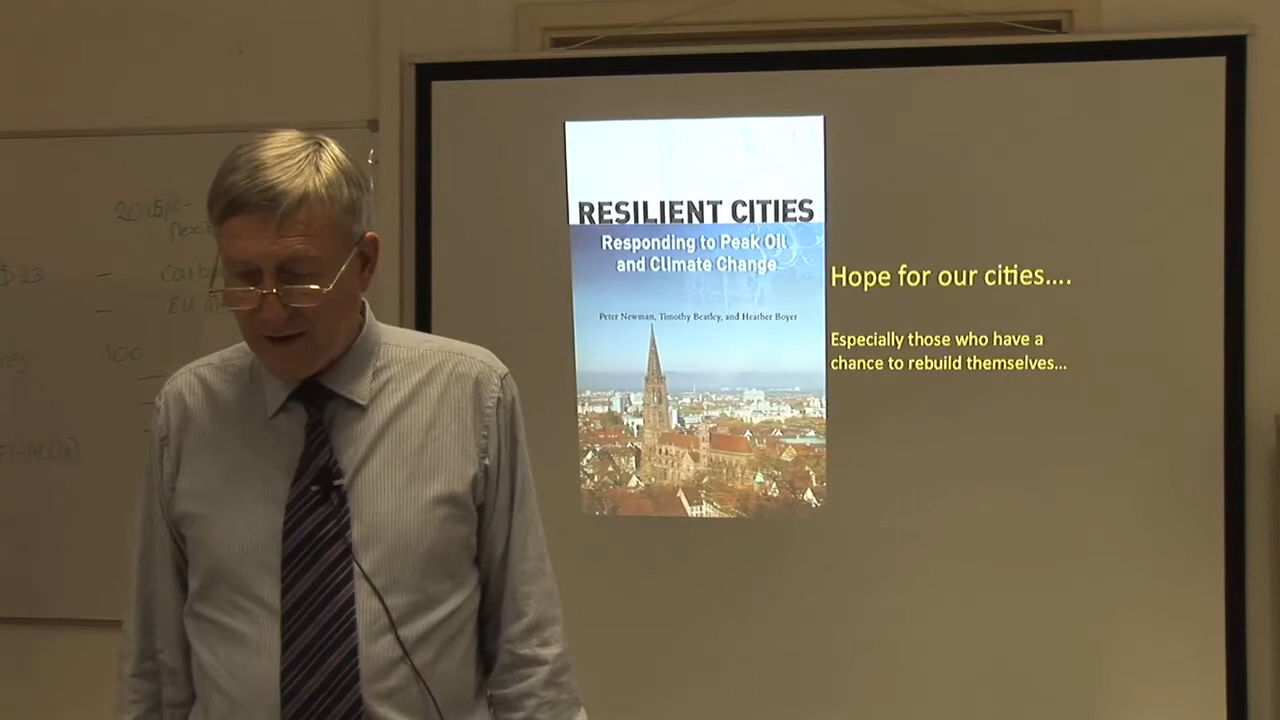 $23
100
RESILIENT CITIES
Responding to Peak Oil
and Climate Change
Peter Newman, Timothy Beatley, and Heather Boyer
Hope for our cities....
Especially those who have a
chance to rebuild themselves...